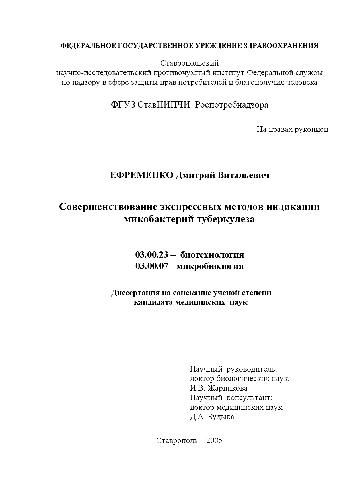 ФЕДЕРАЛЬНОЕ ГОСУДАРСТВЕННОЕ УРЕЖДЕНИЕ ЗДРАВООХРАНЕНИЯ
Ставропольский
научно-исследовательский противочумный институт Федеральной службы
по надзору в сфере защиты прав потребителей и благополучия человека
ФГУЗ СтавНИПЧИ Роспотребнадзора
На правах рукописи
ЕФРЕМЕНКО Дмитрий Витальевич
Совершенствование экспрессных методов индикации
микобактерий туберкулеза
03.00.23 – биотехнология
03.00.07 микробиология
Диссертация на соискание ученой степени
кандидата медицинских наук
Научный руководитель:
доктор биологических наук
И.В. Жарникова
Научный консультант:
доктор медицинских наук
Ставрополь